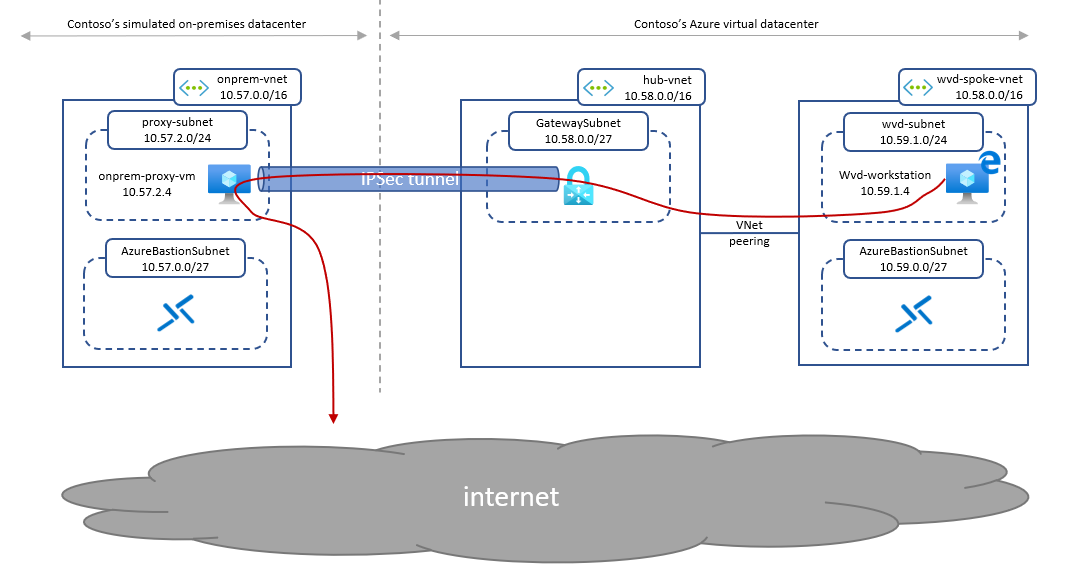 Contoso's simulated on-premises datacenter
Contoso's Azure virtual datacenter
onprem-vnet
10.57.0.0/16
proxy-subnet
10.57.2.0/24
onprem-proxy-vm
10.57.2.4
AzureBastionSubnet
10.57.0.0/27
IPSec tunnel
hub-vnet
10.58.0.0/16
GatewaySubnet
10.58.0.0/27
VNet
peering
wvd-spoke-vnet
10.58.0.0/16
wvd-subnet
10.59.1.0/24
Wvd-workstation
10.59.1.4
AzureBastionSubnet
10.59.0.0/27
internet